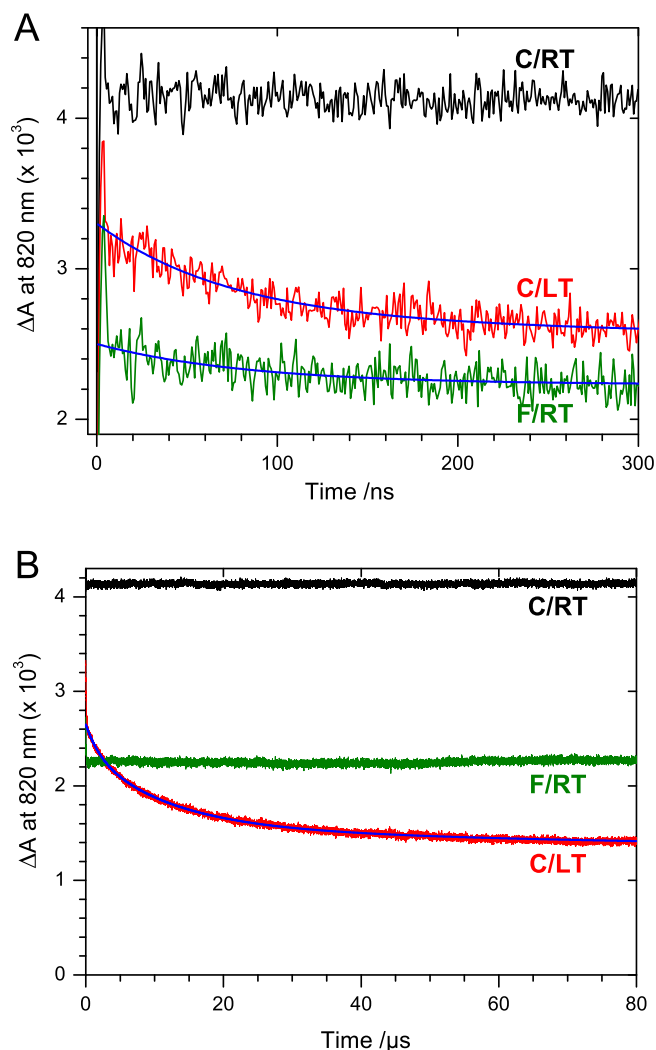 A
C/RT
4
ΔA at 820 nm (x 10³)
3
C/LT
2
F/RT
0 100 200 300
Time /ns
B
4
C/RT
3
ΔA at 820 nm (x 10³)
2
F/RT
C/LT
1
0
0 20 40 60 80
Time /µs